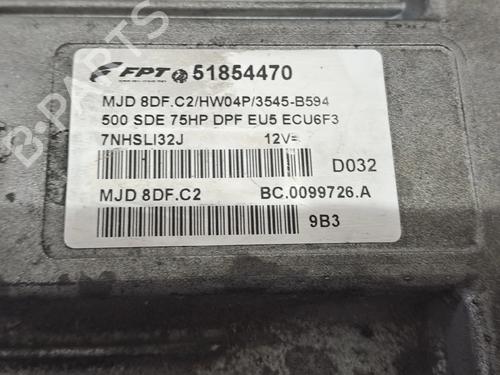 FPT 51854470
MJD 8DF.C2/HW04P/3545-B594
500 SDE 75HP DPF EU5 ECU6F3
7NHSLI32J 12V=
D032
MJD 8DF.C2 BC.0099726.A
9B3
B-PARTS